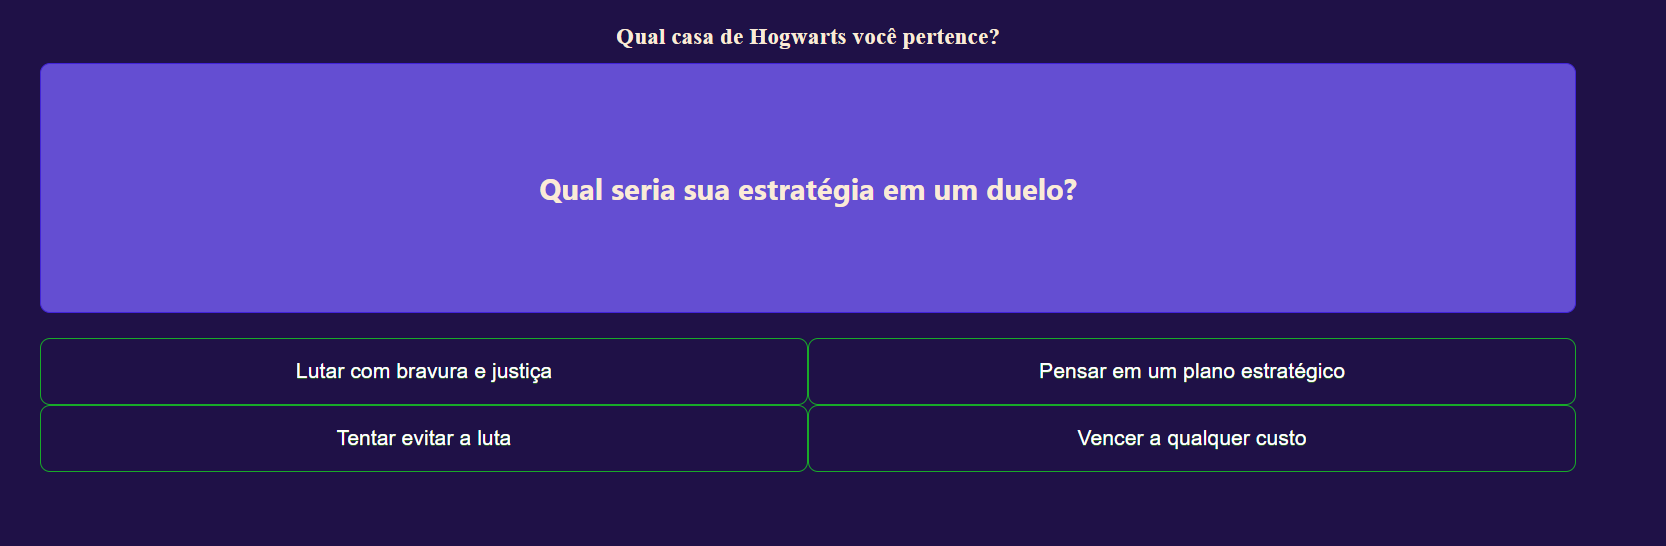 Qual casa de Hogwarts você pertence?
Qual seria sua estratégia em um duelo?
Lutar com bravura e justiça
Pensar em um plano estratégico
Tentar evitar a luta
Vencer a qualquer custo